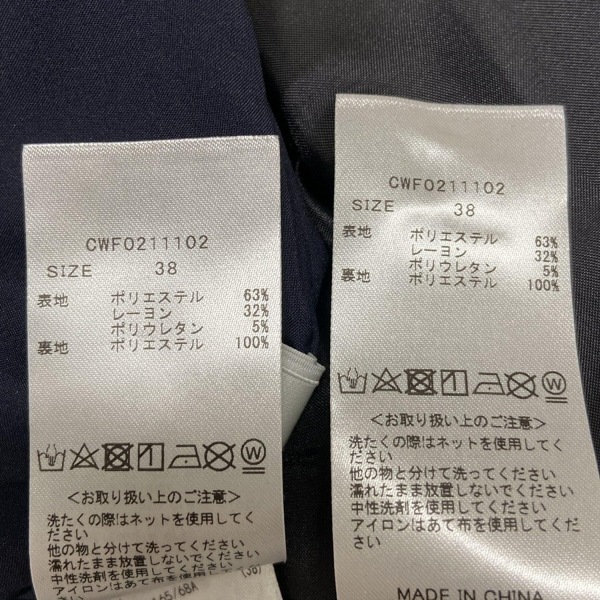 CWF0211102
SIZE 38
表地 ポリエステル 63%
レーヨン 32%
ポリウレタン 5%
裏地 ポリエステル 100%
W
<お取り扱い上のご注意>
洗たくの際はネットを使用してく
ださい
他の物と分けて洗ってください
濡れたまま放置しないでください
中性洗剤を使用してください
アイロンはあて布を使用してくだ
CWF0211102
SIZE 38
表地 ポリエステル 63%
レーヨン 32%
ポリウレタン 5%
裏地 ポリエステル 100%
W
<お取り扱い上のご注意>
洗たくの際はネットを使用してく
ださい
他の物と分けて洗ってください
濡れたまま放置しないでください
中性洗剤を使用してください
アイロンはあて布を使用してくだ
さい
MADE IN CHINA